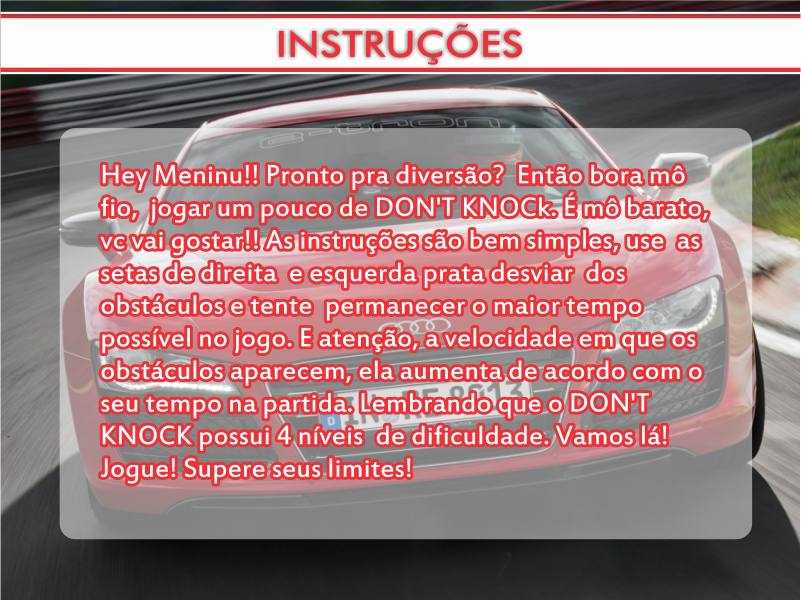 INSTRUÇÕES
e-tron
Hey Meninu!! Pronto pra diversão? Então bora mô
fio, jogar um pouco de DON'T KNOCk. É mô barato,
vc vai gostar!! As instruções são bem simples, use as
setas de direita e esquerda prata desviar dos
obstáculos e tente permanecer o maior tempo
possível no jogo. E atenção, a velocidade em que os
obstáculos aparecem, ela aumenta de acordo com o
seu tempo na partida. Lembrando que o DON'T
KNOCK possui 4 níveis de dificuldade. Vamos lá!
Jogue! Supere seus limites!